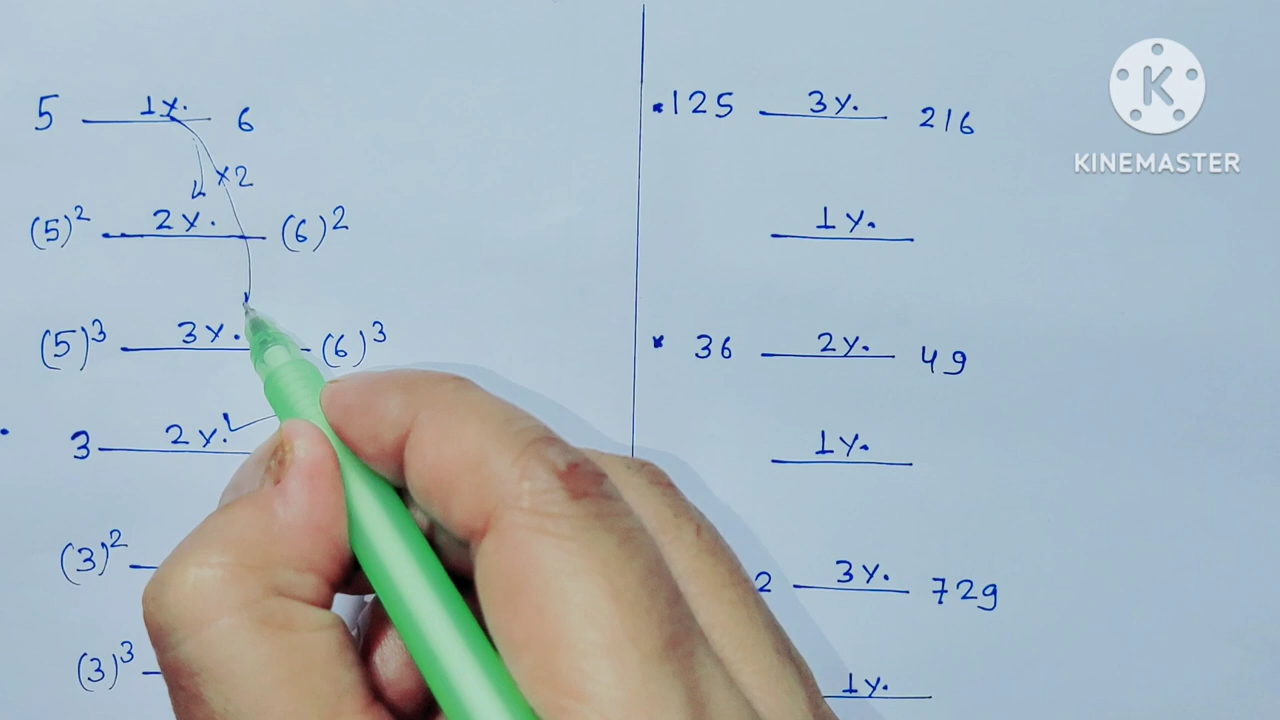 5 1y. 6
×2
(5)² 2y. (6)²
(5)³ 3y. (6)³
3 2y.
(3)²
(3)³
125 3y. 216
1y.
* 36 2y. 49
1y.
2 3y. 729
1y.
KINEMASTER